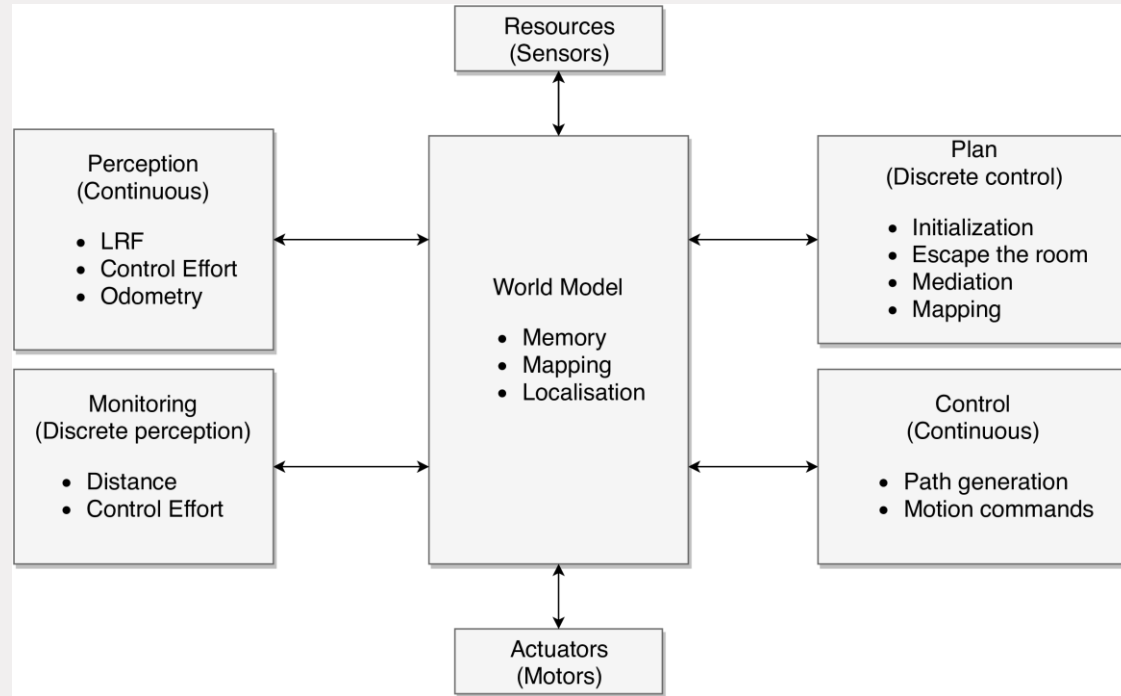 Resources
(Sensors)
Perception
(Continuous)
• LRF
• Control Effort
• Odometry
Monitoring
(Discrete perception)
• Distance
• Control Effort
World Model
• Memory
• Mapping
• Localisation
Plan
(Discrete control)
• Initialization
• Escape the room
• Mediation
• Mapping
Control
(Continuous)
• Path generation
• Motion commands
Actuators
(Motors)